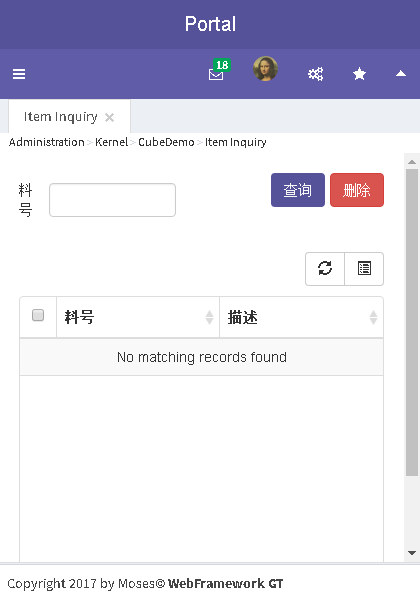 Portal
18
Item Inquiry ×
Administration > Kernel > CubeDemo > Item Inquiry
料号
查询 删除
料号 描述
No matching records found
Copyright 2017 by Moses© WebFramework GT